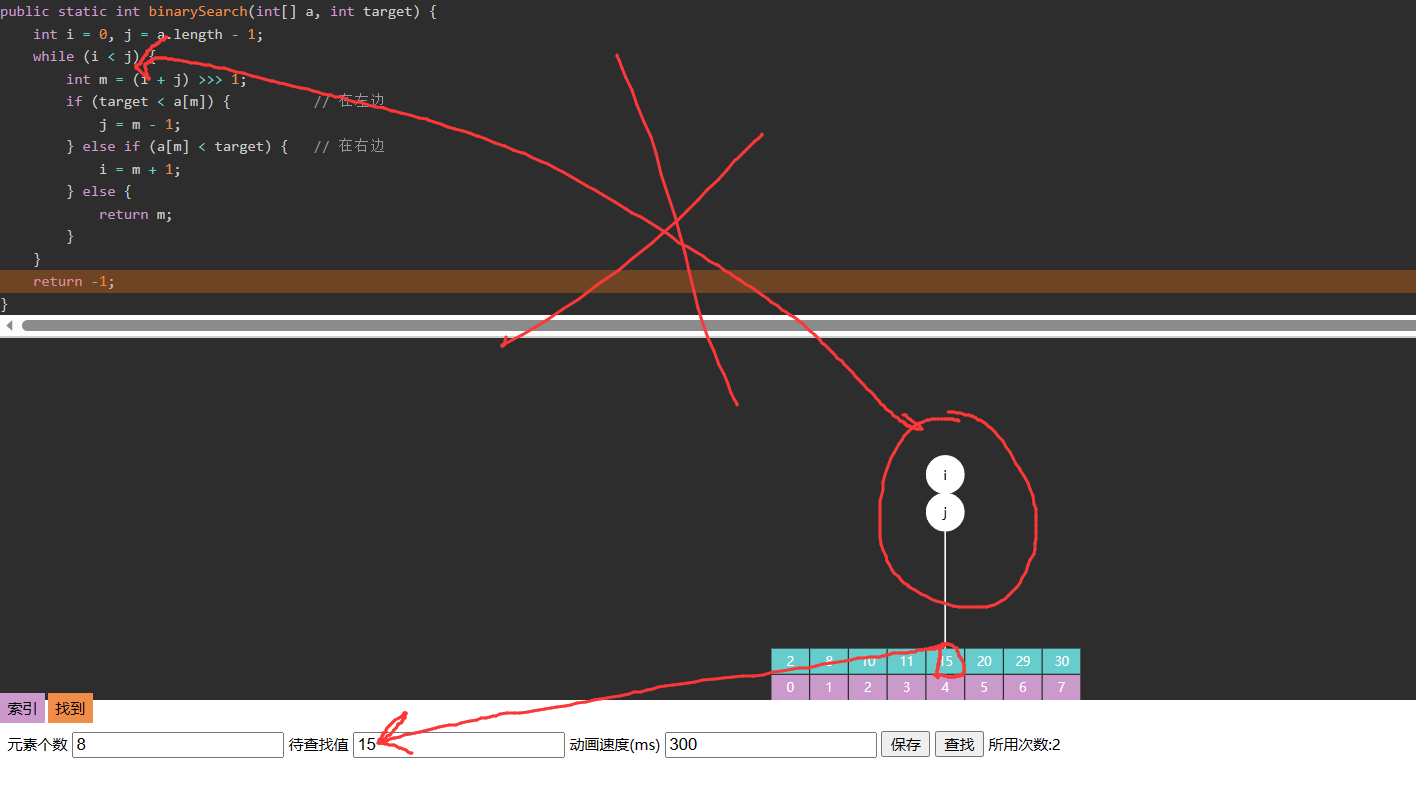 public static int binarySearch(int[] a, int target) {
int i = 0, j = a.length - 1;
while (i < j) {
int m = (i + j) >>> 1;
if (target < a[m]) { // 在左边
j = m - 1;
} else if (a[m] < target) { // 在右边
i = m + 1;
} else {
return m;
}
}
return -1;
}
i
j
2 8 10 11 15 20 29 30
0 1 2 3 4 5 6 7
索引 找到
元素个数 8 待查找值 15 动画速度(ms) 300 保存 查找 所用次数:2